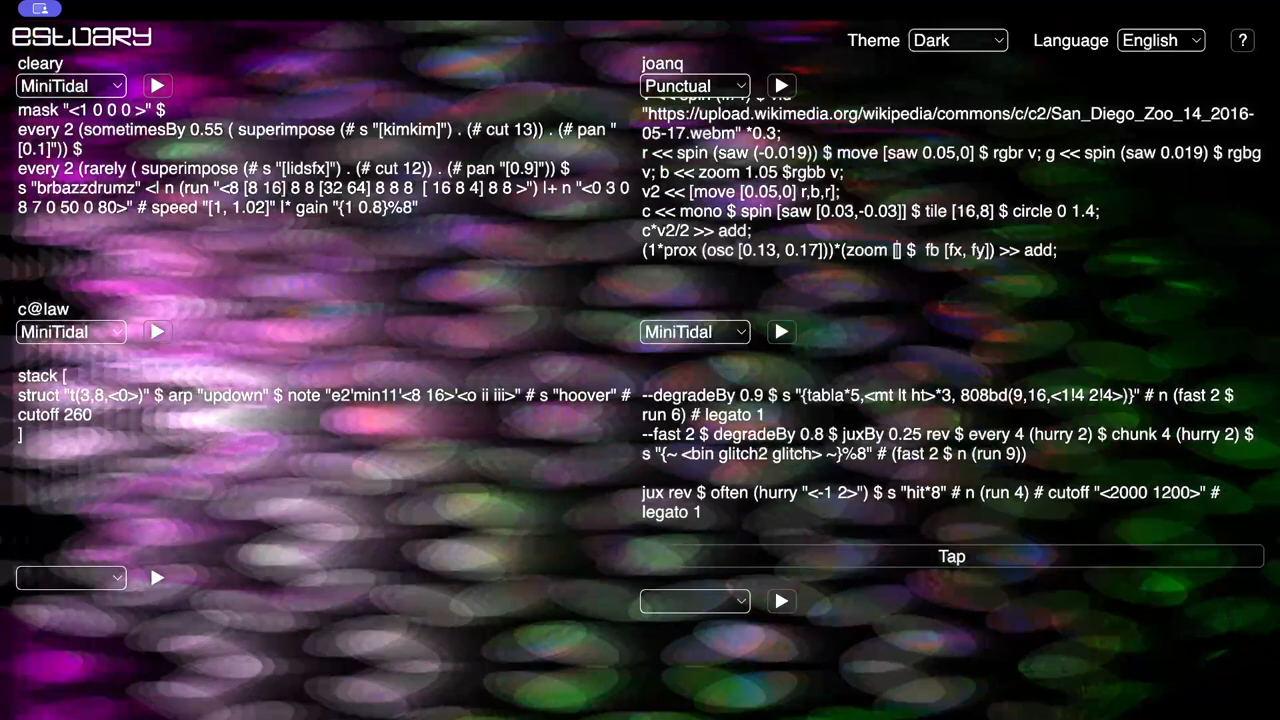 estuary
Theme Dark Language English ?
cleary
MiniTidal
mask "<1 0 0 0 >" $
every 2 (sometimesBy 0.55 ( superimpose (# s "[kimkim]") . (# cut 13)) . (# pan "
[0.1]")) $
every 2 (rarely ( superimpose (# s "[lidsfx]") . (# cut 12)) . (# pan "[0.9]")) $
s "brbazzdrumz" <| n (run "<8 [8 16] 8 8 [32 64] 8 8 8  [ 16 8 4] 8 8 >") |+ n "<0 3 0
8 7 0 50 0 80>" # speed "[1, 1.02]" |* gain "{1 0.8}%8"
joanq
Punctual
"https://upload.wikimedia.org/wikipedia/commons/c/c2/San_Diego_Zoo_14_2016-
05-17.webm" *0.3;
r << spin (saw (-0.019)) $ move [saw 0.05,0] $ rgbr v; g << spin (saw 0.019) $ rgbg
v; b << zoom 1.05 $rgbb v;
v2 << [move [0.05,0] r,b,r];
c << mono $ spin [saw [0.03,-0.03]] $ tile [16,8] $ circle 0 1.4;
c*v2/2 >> add;
(1*prox (osc [0.13, 0.17]))*(zoom [] $  fb [fx, fy]) >> add;
c@law
MiniTidal
stack [
struct "t(3,8,<0>)" $ arp "updown" $ note "e2'min11'<8 16>'<o ii iii>" # s "hoover" #
cutoff 260
]
MiniTidal
--degradeBy 0.9 $ s "{tabla*5,<mt lt ht>*3, 808bd(9,16,<1!4 2!4>)}" # n (fast 2 $
run 6) # legato 1
--fast 2 $ degradeBy 0.8 $ juxBy 0.25 rev $ every 4 (hurry 2) $ chunk 4 (hurry 2) $
s "{~ <bin glitch2 glitch> ~}%8" # (fast 2 $ n (run 9))
jux rev $ often (hurry "<-1 2>") $ s "hit*8" # n (run 4) # cutoff "<2000 1200>" #
legato 1
Tap